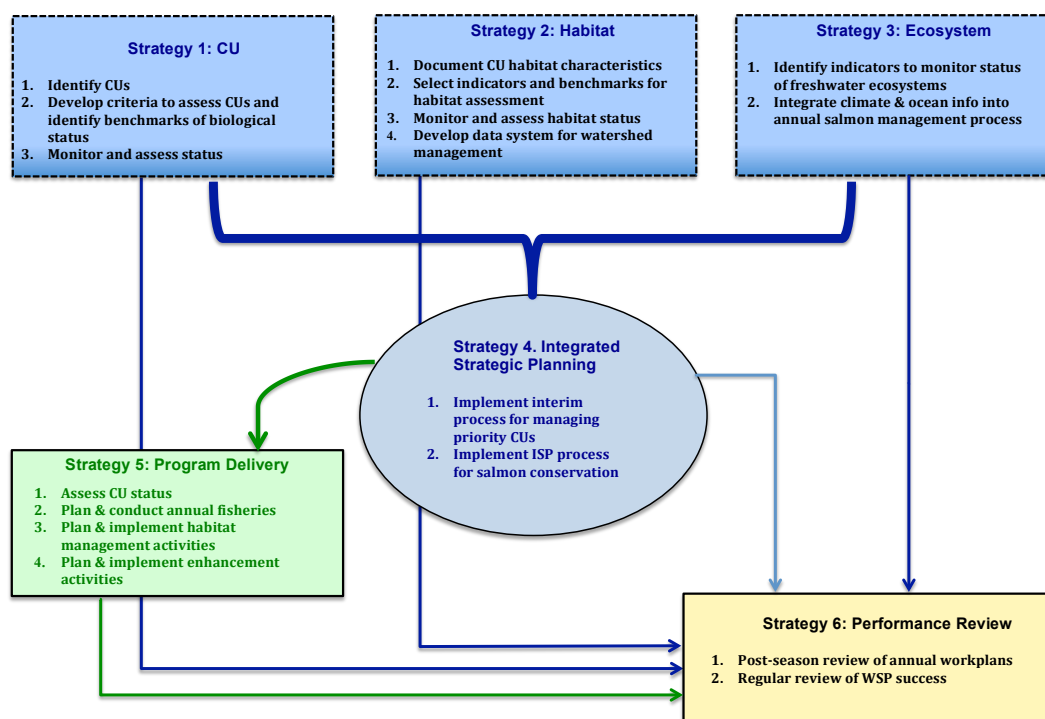 Strategy 1: CU
1. Identify CUs
2. Develop criteria to assess CUs and
identify benchmarks of biological
status
3. Monitor and assess status
Strategy 2: Habitat
1. Document CU habitat characteristics
2. Select indicators and benchmarks for
habitat assessment
3. Monitor and assess habitat status
4. Develop data system for watershed
management
Strategy 3: Ecosystem
1. Identify indicators to monitor status
of freshwater ecosystems
2. Integrate climate & ocean info into
annual salmon management process
Strategy 4. Integrated
Strategic Planning
1. Implement interim
process for managing
priority CUs
2. Implement ISP process
for salmon conservation
Strategy 5: Program Delivery
1. Assess CU status
2. Plan & conduct annual fisheries
3. Plan & implement habitat
management activities
4. Plan & implement enhancement
activities
Strategy 6: Performance Review
1. Post-season review of annual workplans
2. Regular review of WSP success